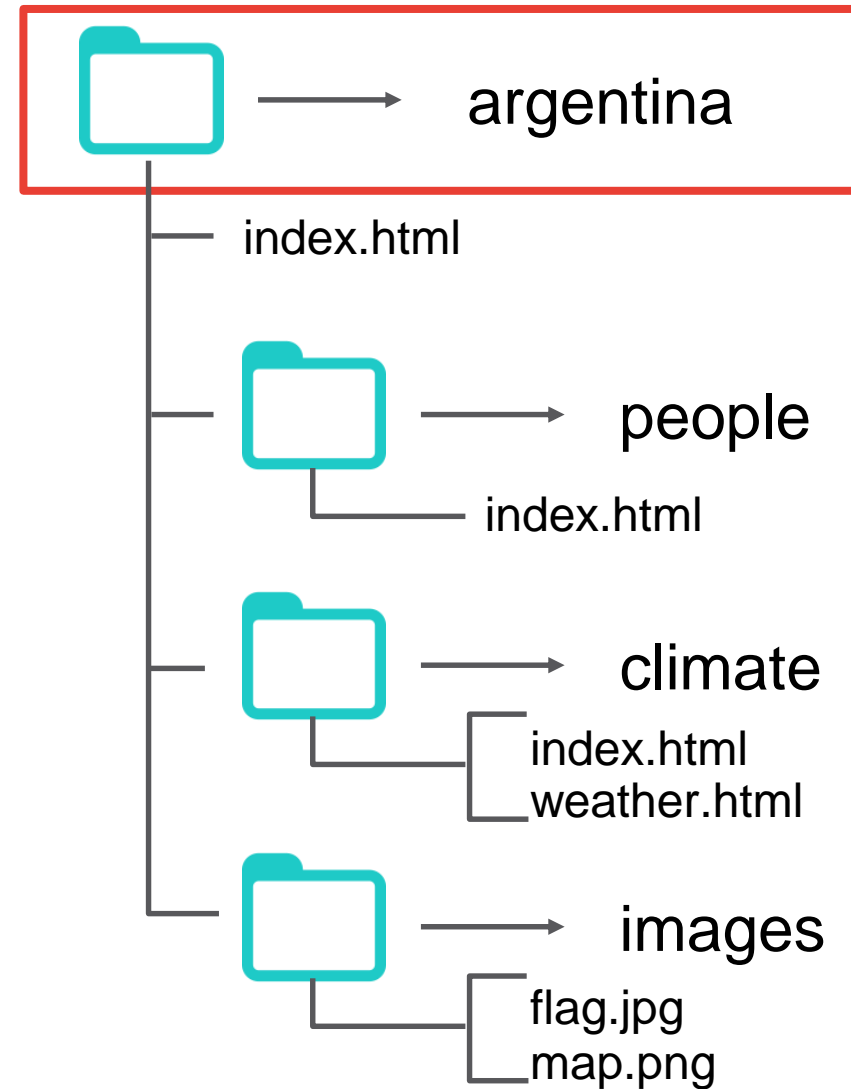 argentina
index.html
people
index.html
climate
index.html
weather.html
images
flag.jpg
map.png